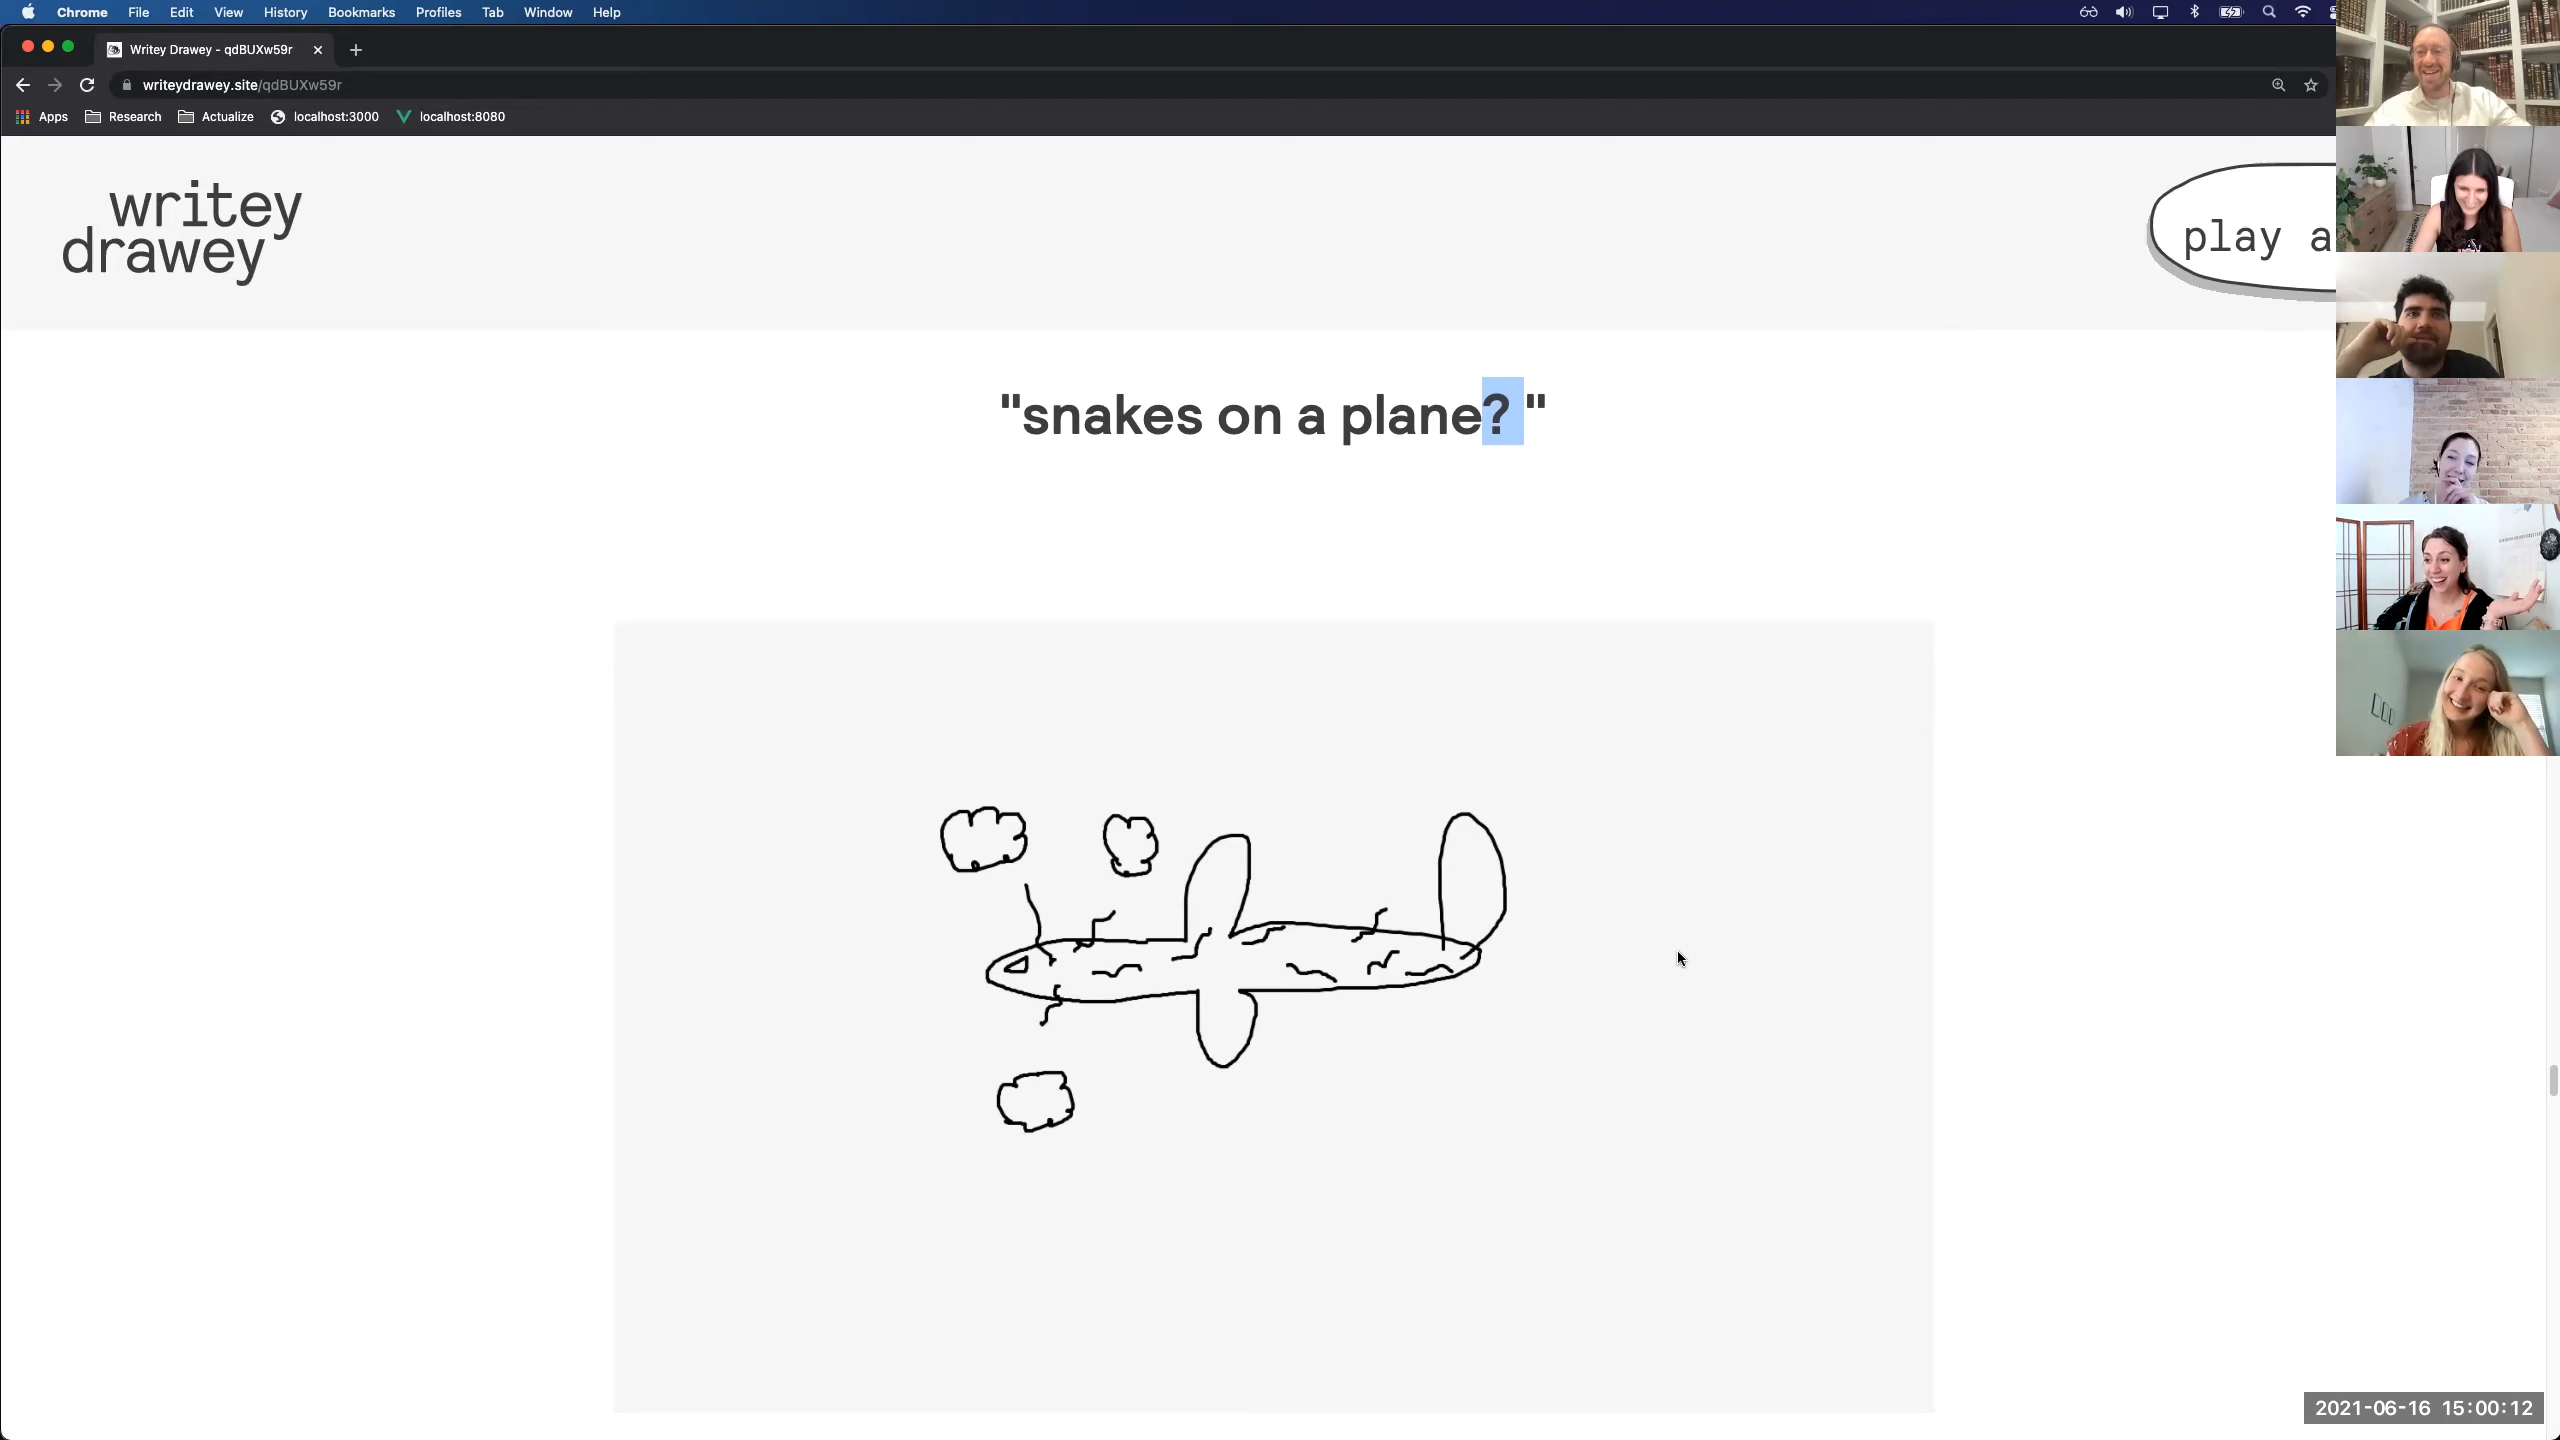 Chrome File Edit View History Bookmarks Profiles Tab Window Help
Writey Drawey - qdBUXw59r
writeydrawey.site/qdBUXw59r
Apps Research Actualize localhost:3000 localhost:8080
writey
drawey
play a
"snakes on a plane? "
2021-06-16 15:00:12